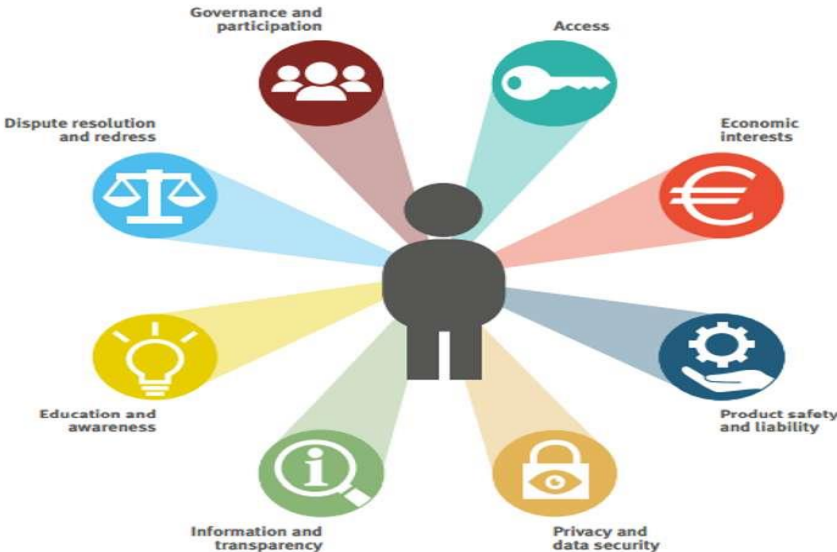 Governance and
participation
Access
Dispute resolution
and redress
Economic
interests
Education and
awareness
Product safety
and liability
Information and
transparency
Privacy and
data security